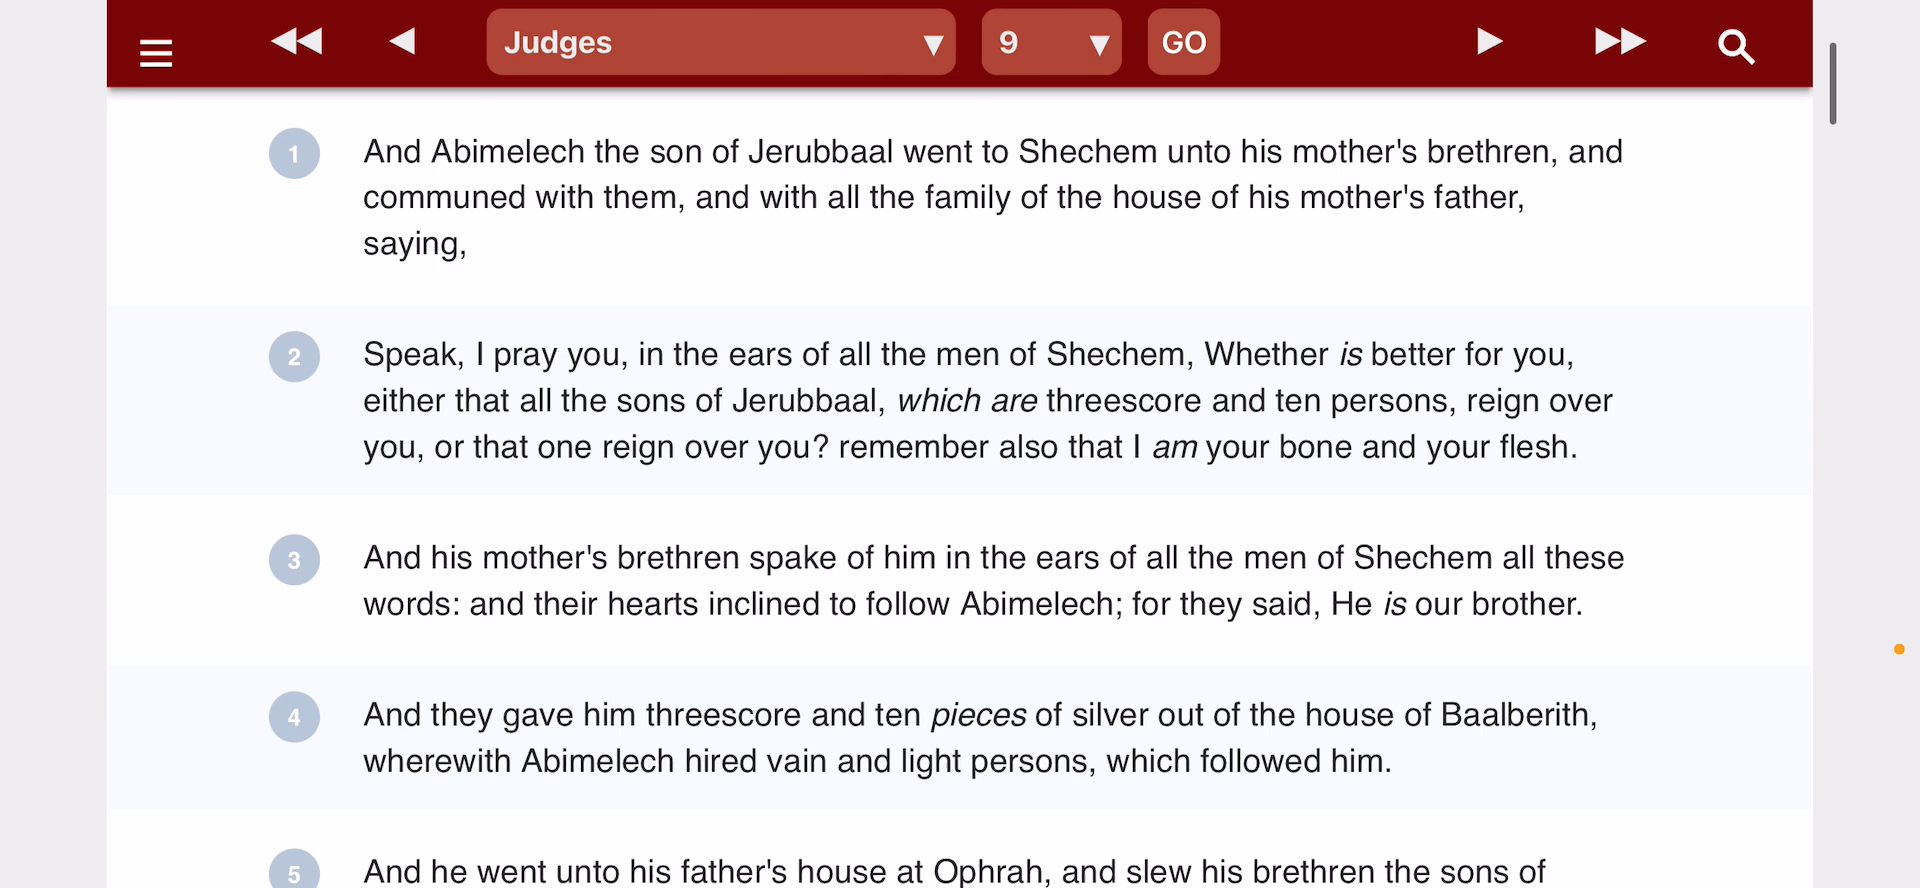 Judges 9 GO
1 And Abimelech the son of Jerubbaal went to Shechem unto his mother's brethren, and
communed with them, and with all the family of the house of his mother's father,
saying,
2 Speak, I pray you, in the ears of all the men of Shechem, Whether is better for you,
either that all the sons of Jerubbaal, which are threescore and ten persons, reign over
you, or that one reign over you? remember also that I am your bone and your flesh.
3 And his mother's brethren spake of him in the ears of all the men of Shechem all these
words: and their hearts inclined to follow Abimelech; for they said, He is our brother.
4 And they gave him threescore and ten pieces of silver out of the house of Baalberith,
wherewith Abimelech hired vain and light persons, which followed him.
5 And he went unto his father's house at Ophrah, and slew his brethren the sons of